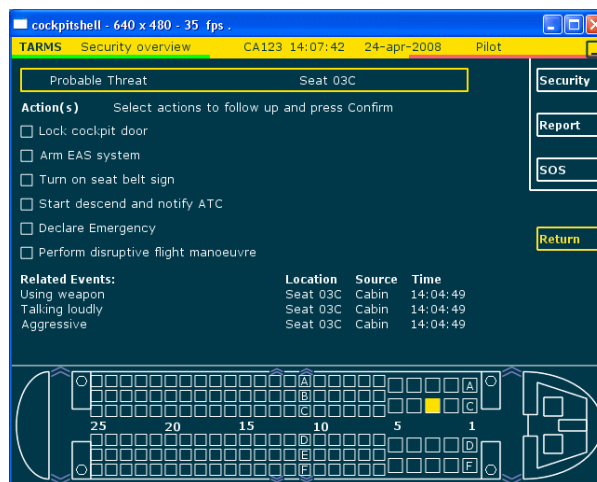 cockpitshell - 640 x 480 - 35 fps .
TARMS Security overview CA123 14:07:42 24-apr-2008 Pilot
Probable Threat Seat 03C
Security
Action(s) Select actions to follow up and press Confirm
Lock cockpit door
Report
Arm EAS system
SOS
Turn on seat belt sign
Start descend and notify ATC
Declare Emergency
Return
Perform disruptive flight manoeuvre
Related Events: Location Source Time
Using weapon Seat 03C Cabin 14:04:49
Talking loudly Seat 03C Cabin 14:04:49
Aggressive Seat 03C Cabin 14:04:49
A A
B
C C
25 20 15 10 5 1
D D
E
F F